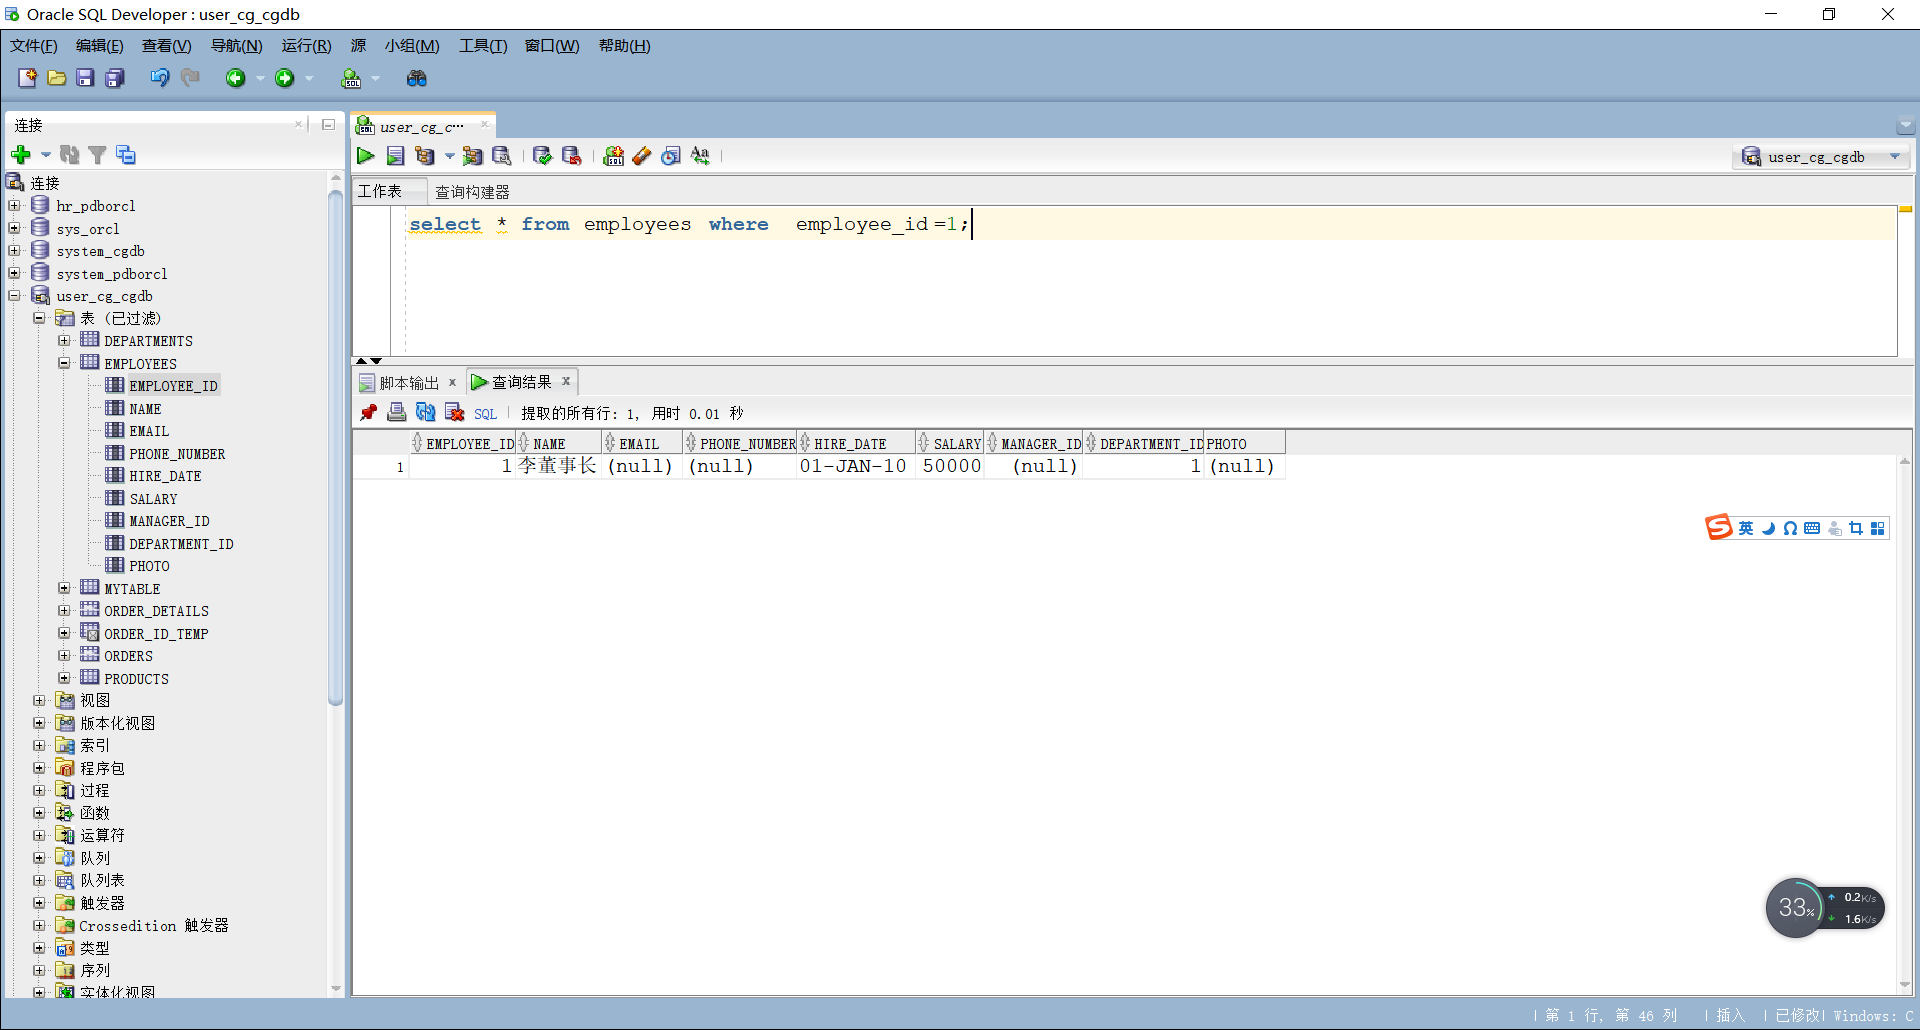 Oracle SQL Developer : user_cg_cgdb
文件(F) 编辑(E) 查看(V) 导航(N) 运行(R) 源 小组(M) 工具(T) 窗口(W) 帮助(H)
连接
user_cg_c…
user_cg_cgdb
工作表 查询构建器
select * from employees where employee_id =1;
连接
hr_pdborcl
sys_orcl
system_cgdb
system_pdborcl
user_cg_cgdb
表 (已过滤)
DEPARTMENTS
EMPLOYEES
EMPLOYEE_ID
NAME
EMAIL
PHONE_NUMBER
HIRE_DATE
SALARY
MANAGER_ID
DEPARTMENT_ID
PHOTO
MYTABLE
ORDER_DETAILS
ORDER_ID_TEMP
ORDERS
PRODUCTS
视图
版本化视图
索引
程序包
过程
函数
运算符
队列
队列表
触发器
Crossedition 触发器
类型
序列
实体化视图
脚本输出 查询结果
SQL 提取的所有行: 1, 用时 0.01 秒
EMPLOYEE_ID NAME EMAIL PHONE_NUMBER HIRE_DATE SALARY MANAGER_ID DEPARTMENT_ID PHOTO
1 1 李董事长 (null) (null) 01-JAN-10 50000 (null) 1 (null)
英
33% 0.2K/s
1.6K/s
第 1 行, 第 46 列 | 插入 | 已修改| Windows: C